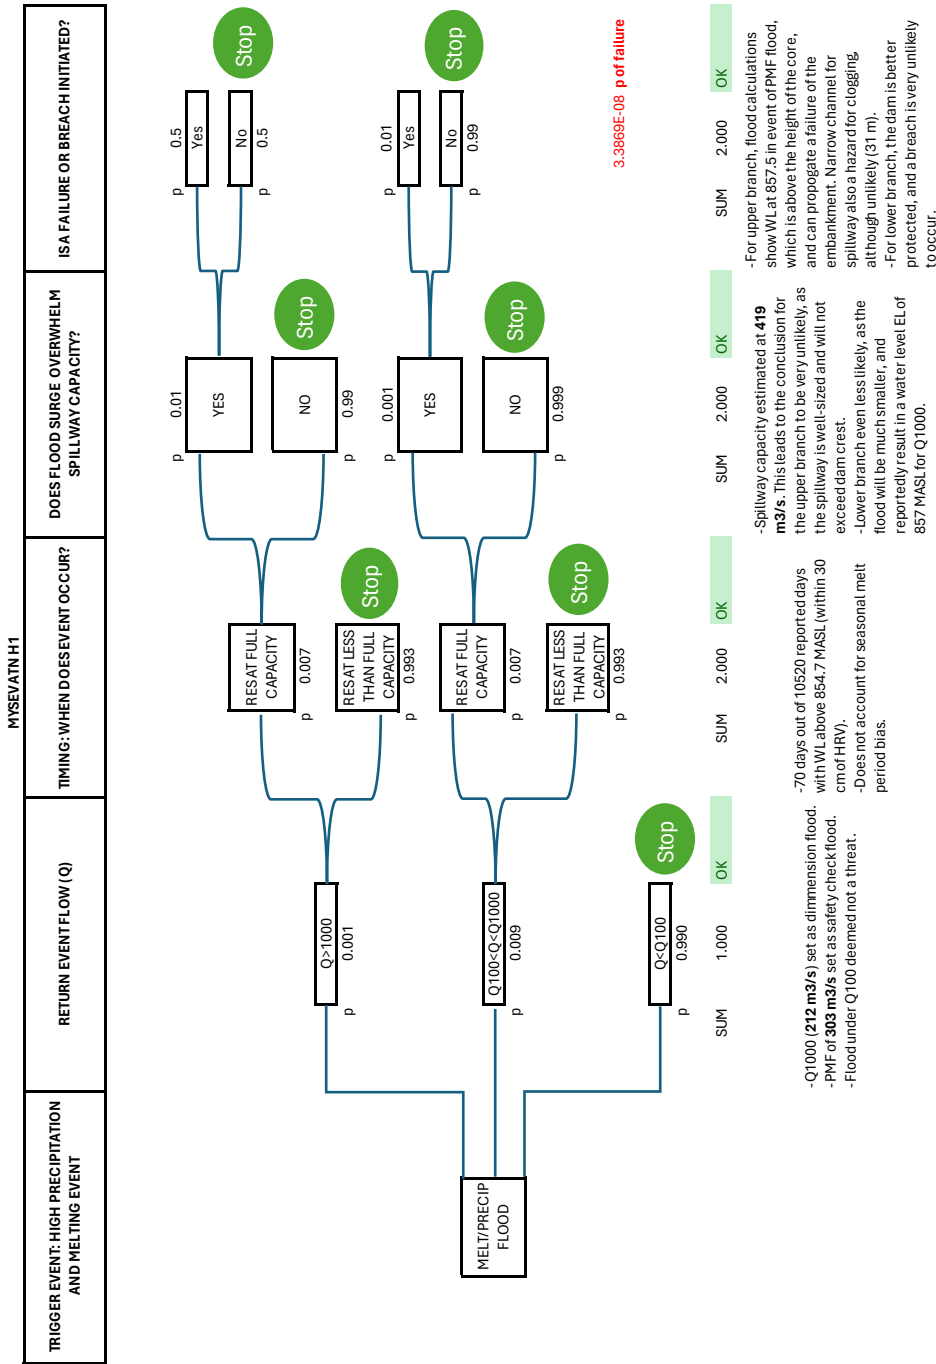 MYSEVATN H1
TRIGGER EVENT: HIGH PRECIPITATION
AND MELTING EVENT
RETURN EVENT FLOW (Q)
TIMING: WHEN DOES EVENT OCCUR?
DOES FLOOD SURGE OVERWHELM
SPILLWAY CAPACITY?
IS A FAILURE OR BREACH INITIATED?
MELT/PRECIP
FLOOD
Q>1000
p
0.001
Q100<Q<Q1000
p
0.009
Q<Q100
p
0.990
Stop
RES AT FULL
CAPACITY
p
0.007
RES AT LESS
THAN FULL
CAPACITY
p
0.993
Stop
RES AT FULL
CAPACITY
p
0.007
RES AT LESS
THAN FULL
CAPACITY
p
0.993
Stop
p
0.01
YES
NO
p
0.99
Stop
p
0.001
YES
NO
p
0.999
Stop
p
0.5
Yes
No
p
0.5
Stop
p
0.01
Yes
No
p
0.99
Stop
3.3869E-08 p of failure
SUM 1.000 OK
SUM 2.000 OK
SUM 2.000 OK
SUM 2.000 OK
-Q1000 (212 m3/s) set as dimmension flood.
-PMF of 303 m3/s set as safety check flood.
-Flood under Q100 deemed not a threat.
-70 days out of 10520 reported days
with WL above 854.7 MASL (within 30
cm of HRV).
-Does not account for seasonal melt
period bias.
-Spillway capacity estimated at 419
m3/s. This leads to the conclusion for
the upper branch to be very unlikely, as
the spillway is well-sized and will not
exceed dam crest.
-Lower branch even less likely, as the
flood will be much smaller, and
reportedly result in a water level EL of
857 MASL for Q1000.
-For upper branch, flood calculations
show WL at 857.5 in event of PMF flood,
which is above the height of the core,
and can propogate a failure of the
embankment. Narrow channel for
spillway also a hazard for clogging,
although unlikely (31 m).
-For lower branch, the dam is better
protected, and a breach is very unlikely
to occur.